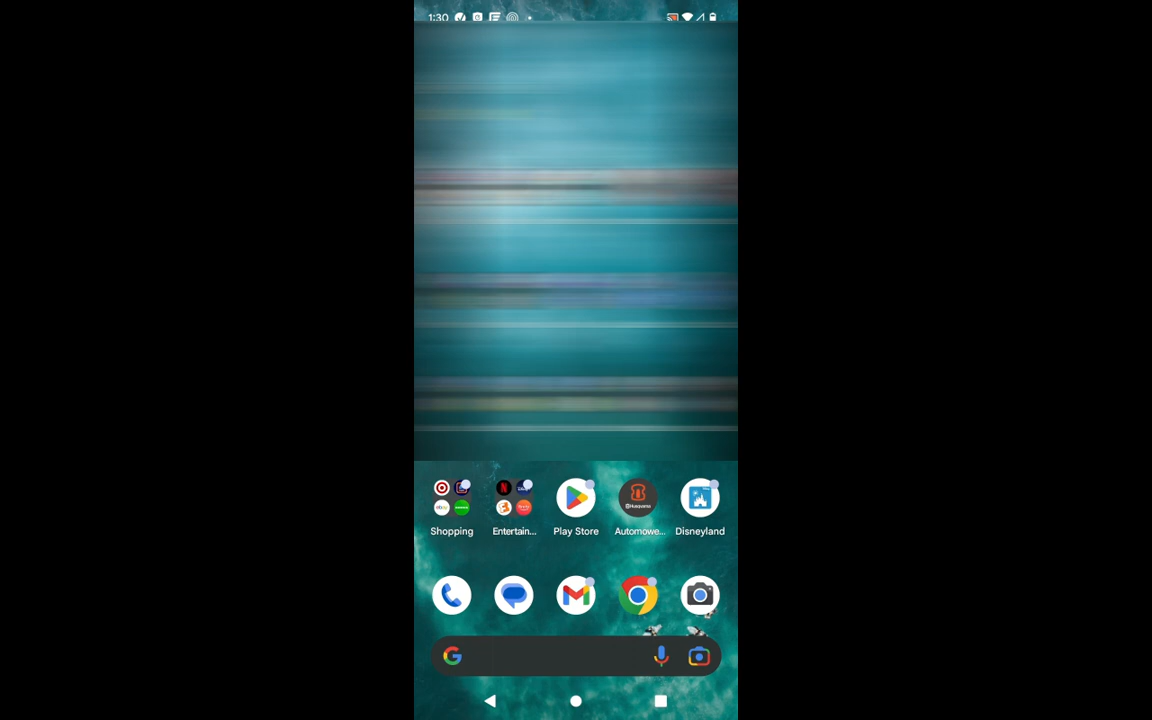 1:30
Shopping
Entertain...
Play Store
Automowe...
Disneyland